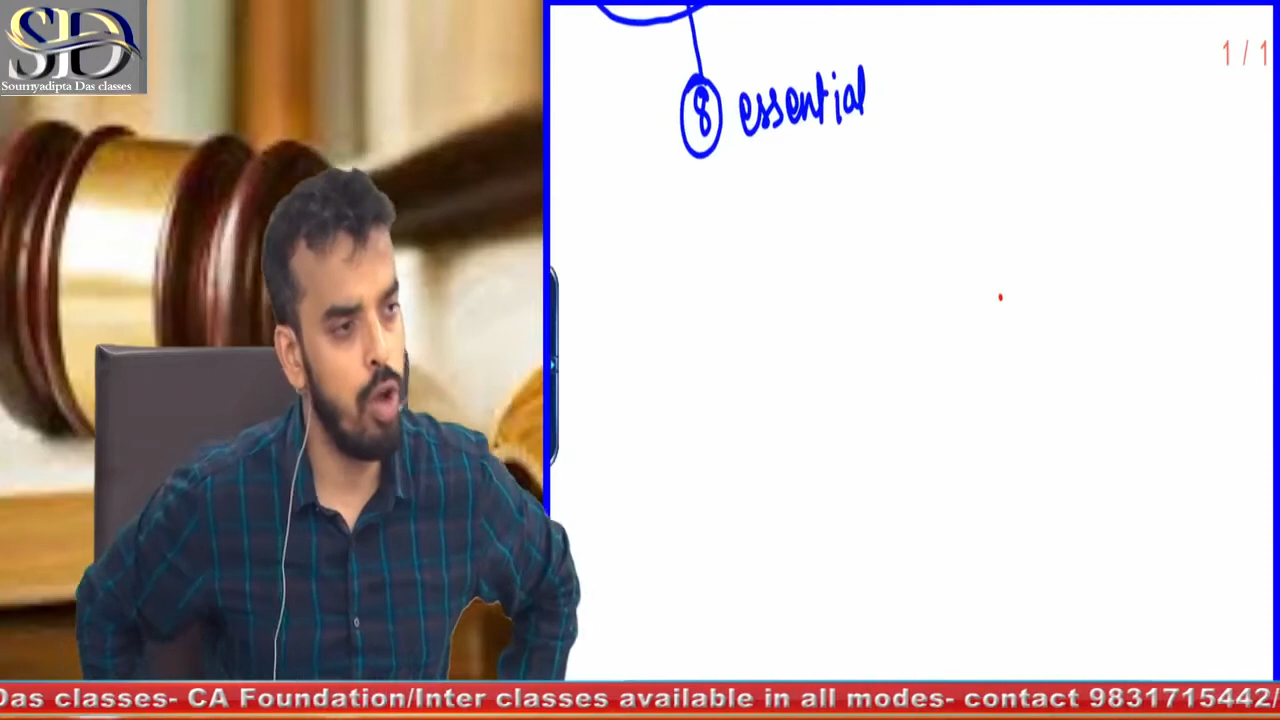 SD
Soumyadipta Das classes
1 / 1
8 essential
Das classes- CA Foundation/Inter classes available in all modes- contact 9831715442/